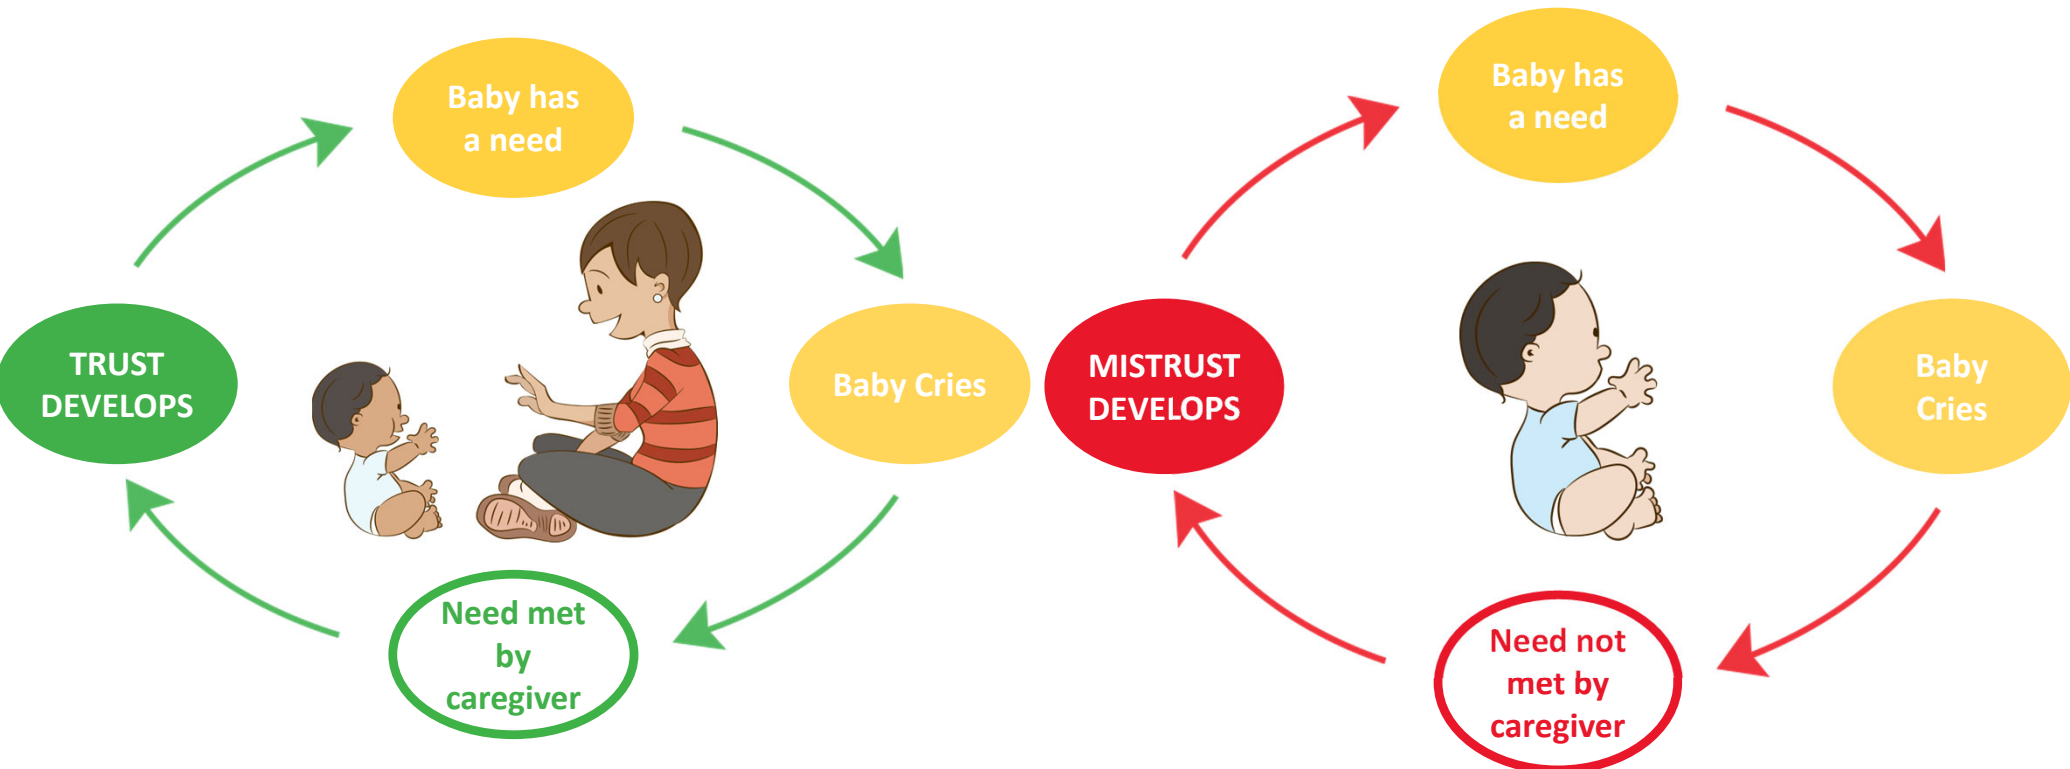 Baby has
a need
Baby Cries
Need met
by
caregiver
TRUST
DEVELOPS
Baby has
a need
Baby
Cries
Need not
met by
caregiver
MISTRUST
DEVELOPS